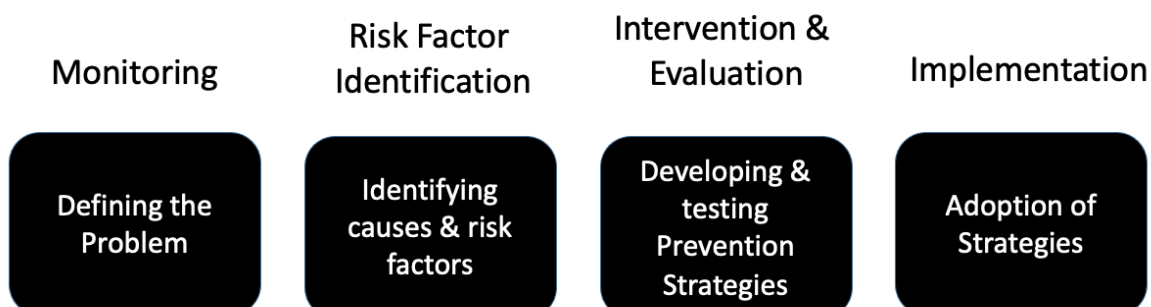 Monitoring
Risk Factor
Identification
Intervention &
Evaluation
Implementation
Defining the
Problem
Identifying
causes & risk
factors
Developing &
testing
Prevention
Strategies
Adoption of
Strategies